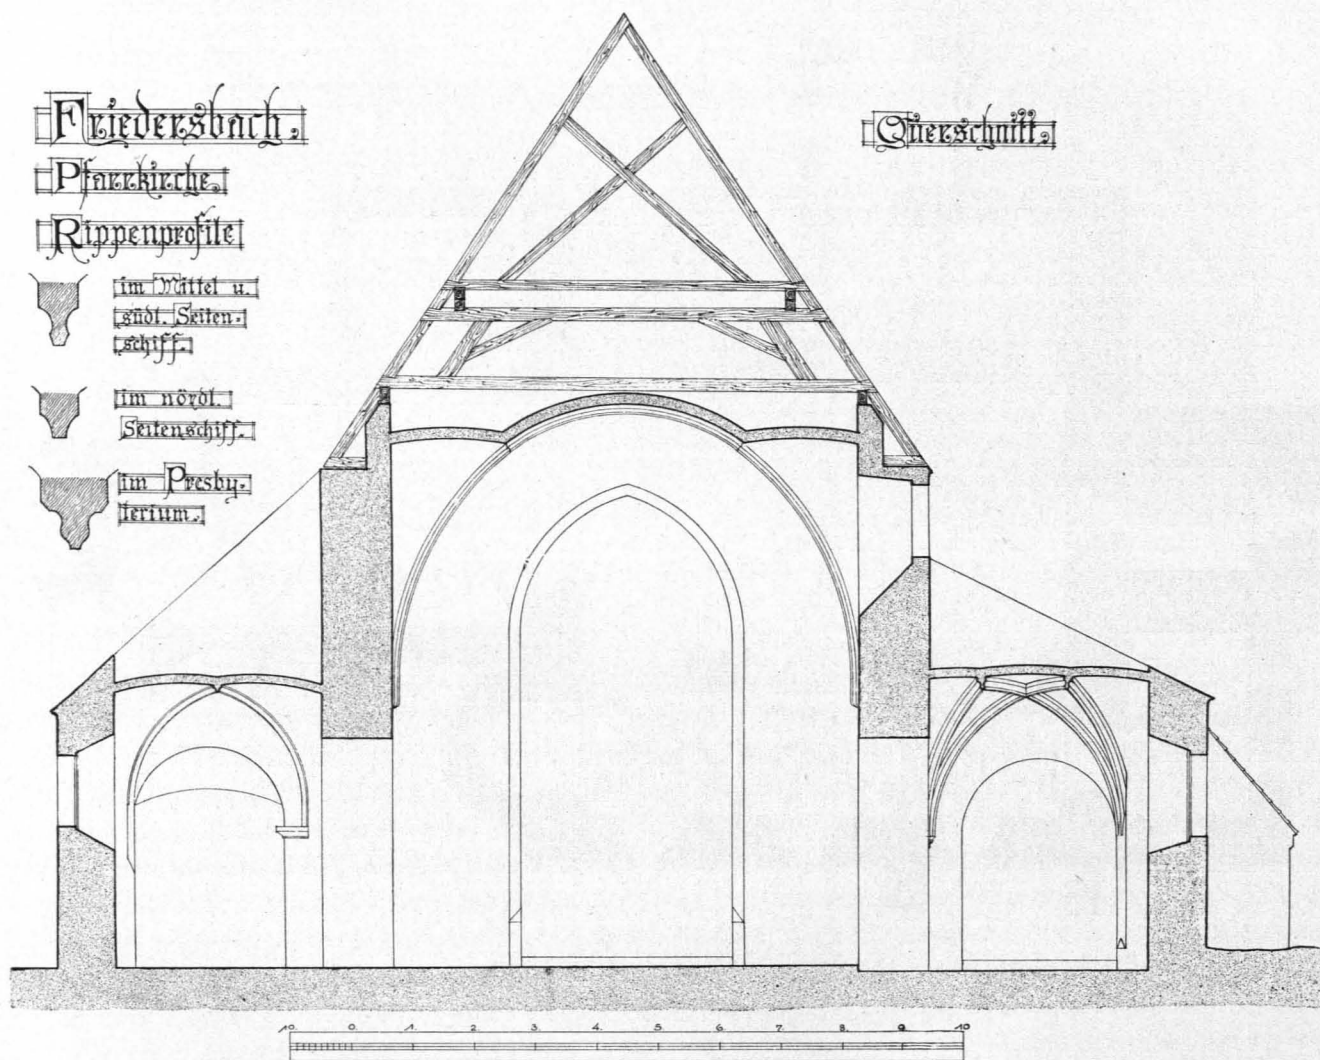 Friedersbach.
Pfarrkirche.
Rippenprofile
im Mittel u.
südl. Seiten-
schiff.
im nördl.
Seitenschiff.
im Presby-
terium.
Querschnitt.
10 0. 1. 2. 3. 4. 5. 6. 7. 8. 9. 10